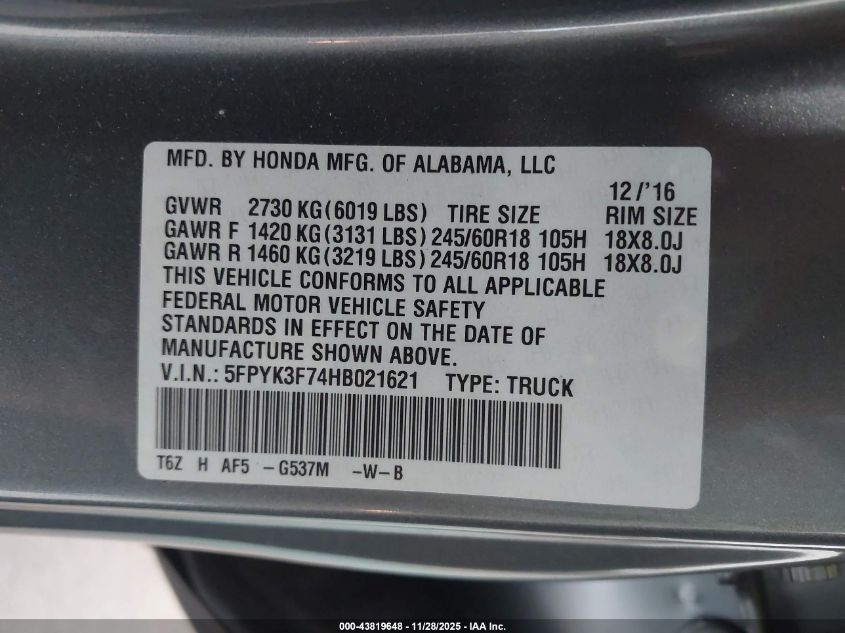 MFD. BY HONDA MFG. OF ALABAMA, LLC
12/'16
GVWR 2730 KG(6019 LBS) TIRE SIZE RIM SIZE
GAWR F 1420 KG(3131 LBS) 245/60R18 105H 18X8.0J
GAWR R 1460 KG(3219 LBS) 245/60R18 105H 18X8.0J
THIS VEHICLE CONFORMS TO ALL APPLICABLE
FEDERAL MOTOR VEHICLE SAFETY
STANDARDS IN EFFECT ON THE DATE OF
MANUFACTURE SHOWN ABOVE.
V.I.N.: 5FPYK3F74HB021621 TYPE: TRUCK
T6Z H AF5 -G537M -W-B
000-43819648 - 11/28/2025 - IAA Inc.